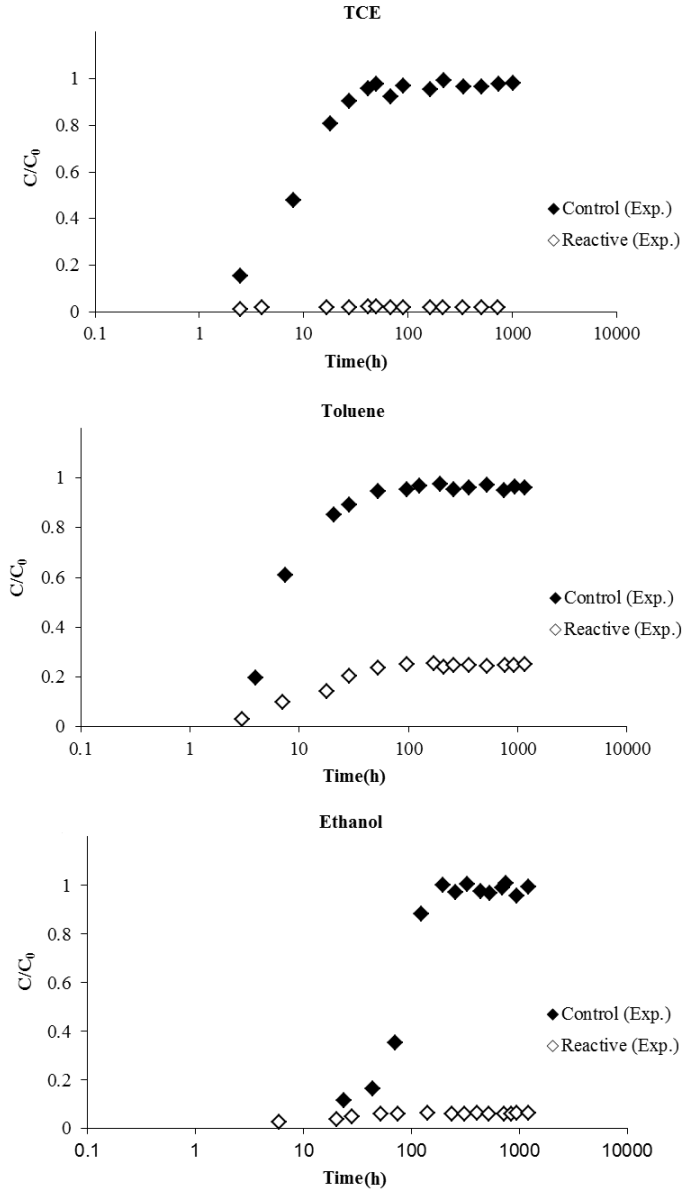 TCE
1
0.8
0.6
0.4
0.2
0
C/C0
Control (Exp.)
Reactive (Exp.)
0.1 1 10 100 1000 10000
Time(h)
Toluene
1
0.8
0.6
0.4
0.2
0
C/C0
Control (Exp.)
Reactive (Exp.)
0.1 1 10 100 1000 10000
Time(h)
Ethanol
1
0.8
0.6
0.4
0.2
0
C/C0
Control (Exp.)
Reactive (Exp.)
0.1 1 10 100 1000 10000
Time(h)